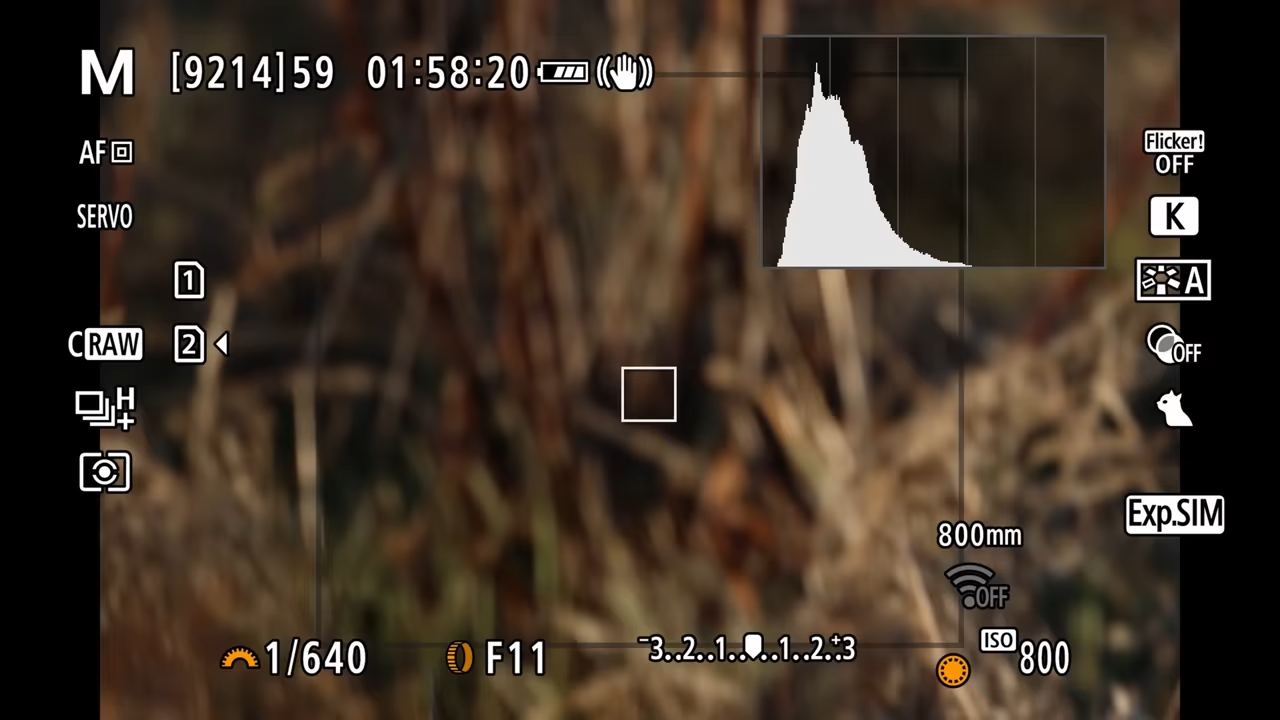 M [9214]59 01:58:20
AF
Flicker!
OFF
SERVO
K
1
A
C RAW
2
OFF
H
+
Exp.SIM
800mm
OFF
1/640
F11
-3..2..1....1..2.+3
ISO
800